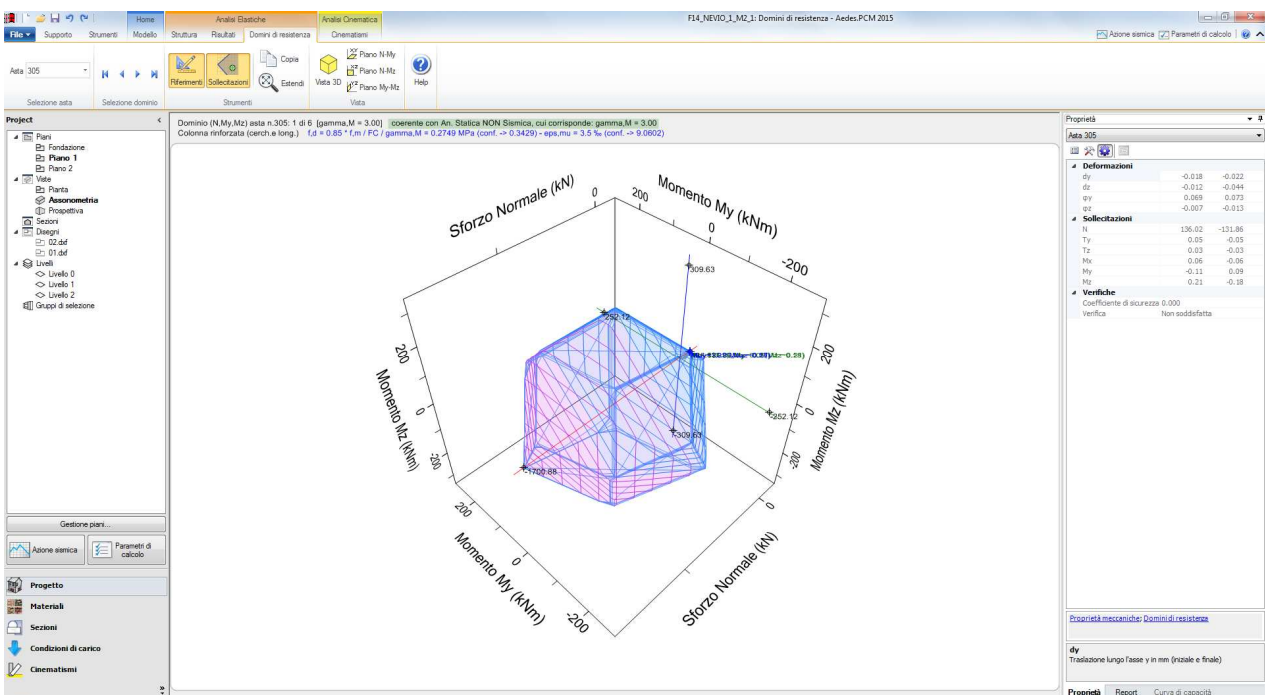 F14_NEVIO_1_M2_1: Domini di resistenza - Aedes.PCM 2015
Home
Analisi Elastiche
Analisi Cinematica
File
Supporto
Strumenti
Modello
Struttura
Risultati
Domini di resistenza
Cinematismi
Azione sismica
Parametri di calcolo
Asta 305
Riferimenti
Sollecitazioni
Copia
Estendi
Vista 3D
Piano N-My
Piano N-Mz
Piano My-Mz
Help
Selezione asta
Selezione dominio
Strumenti
Vista
Project
Piani
Fondazione
Piano 1
Piano 2
Viste
Pianta
Assonometria
Prospettiva
Sezioni
Disegni
02.dxf
01.dxf
Livelli
Livello 0
Livello 1
Livello 2
Gruppi di selezione
Gestione piani...
Azione sismica
Parametri di calcolo
Progetto
Materiali
Sezioni
Condizioni di carico
Cinematismi
Dominio (N,My,Mz) asta n.305: 1 di 6 [gamma,M = 3.00] coerente con An. Statica NON Sismica, cui corrisponde: gamma,M = 3.00
Colonna rinforzata (cerch.e long.) f,d = 0.85 * f,m / FC / gamma,M = 0.2749 MPa (conf. -> 0.3429) - eps,mu = 3.5 ‰ (conf. -> 9.0602)
Sforzo Normale (kN)
0
200
Momento My (kNm)
0
-200
309.63
252.12
200
0
-200
Momento Mz (kNm)
200
0
-200
Momento Mz (kNm)
-252.12
-309.63
-1700.68
200
0
-200
Momento My (kNm)
0
Sforzo Normale (kN)
Proprietà
Asta 305
Deformazioni
dy -0.018 -0.022
dz -0.012 -0.044
φy 0.069 0.073
φz -0.007 -0.013
Sollecitazioni
N 136.02 -131.86
Ty 0.05 -0.05
Tz 0.03 -0.03
Mx 0.06 -0.06
My -0.11 0.09
Mz 0.21 -0.18
Verifiche
Coefficiente di sicurezza 0.000
Verifica Non soddisfatta
Proprietà meccaniche; Domini di resistenza
dy
Traslazione lungo l'asse y in mm (iniziale e finale)
Proprietà
Report
Curva di capacità